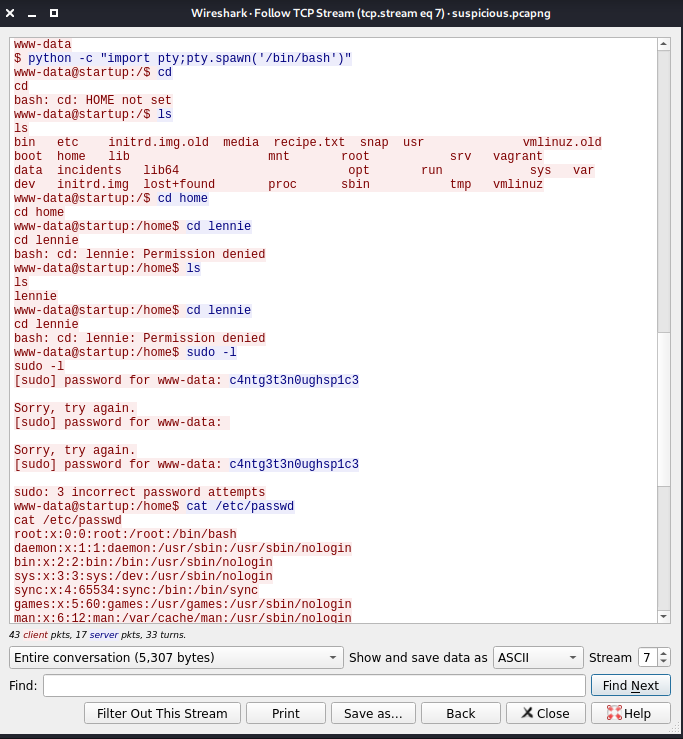 Wireshark · Follow TCP Stream (tcp.stream eq 7) · suspicious.pcapng
www-data
$ python -c "import pty;pty.spawn('/bin/bash')"
www-data@startup:/$ cd
cd
bash: cd: HOME not set
www-data@startup:/$ ls
ls
bin   etc    initrd.img.old  media  recipe.txt  snap  usr    vmlinuz.old
boot  home  lib    mnt    root    srv   vagrant
data  incidents   lib64    opt    run    sys   var
dev   initrd.img  lost+found    proc   sbin    tmp   vmlinuz
www-data@startup:/$ cd home
cd home
www-data@startup:/home$ cd lennie
cd lennie
bash: cd: lennie: Permission denied
www-data@startup:/home$ ls
ls
lennie
www-data@startup:/home$ cd lennie
cd lennie
bash: cd: lennie: Permission denied
www-data@startup:/home$ sudo -l
sudo -l
[sudo] password for www-data: c4ntg3t3n0ughsp1c3
Sorry, try again.
[sudo] password for www-data:
Sorry, try again.
[sudo] password for www-data: c4ntg3t3n0ughsp1c3
sudo: 3 incorrect password attempts
www-data@startup:/home$ cat /etc/passwd
cat /etc/passwd
root:x:0:0:root:/root:/bin/bash
daemon:x:1:1:daemon:/usr/sbin:/usr/sbin/nologin
bin:x:2:2:bin:/bin:/usr/sbin/nologin
sys:x:3:3:sys:/dev:/usr/sbin/nologin
sync:x:4:65534:sync:/bin:/bin/sync
games:x:5:60:games:/usr/games:/usr/sbin/nologin
man:x:6:12:man:/var/cache/man:/usr/sbin/nologin
43 client pkts, 17 server pkts, 33 turns.
Entire conversation (5,307 bytes) Show and save data as ASCII Stream 7
Find: Find Next
Filter Out This Stream Print Save as… Back Close Help